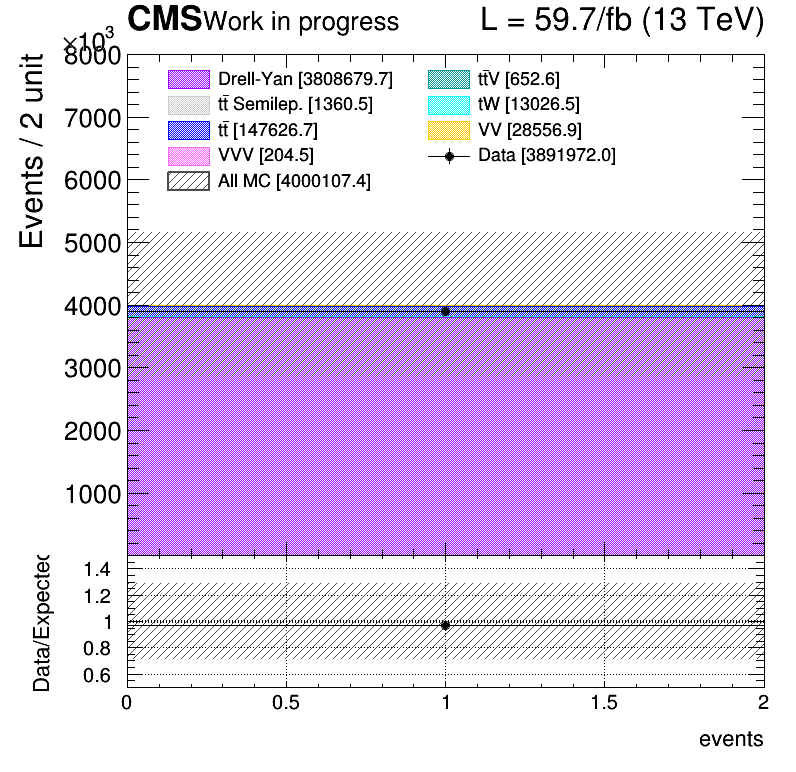 CMS Work in progress L = 59.7/fb (13 TeV)
×10³
Events / 2 unit
8000
7000
6000
5000
4000
3000
2000
1000
Drell-Yan [3808679.7]
tt̄ Semilep. [1360.5]
tt̄ [147626.7]
VVV [204.5]
All MC [4000107.4]
tt̄V [652.6]
tW [13026.5]
VV [28556.9]
Data [3891972.0]
Data/Expected
1.4
1.2
1
0.8
0.6
0 0.5 1 1.5 2
events